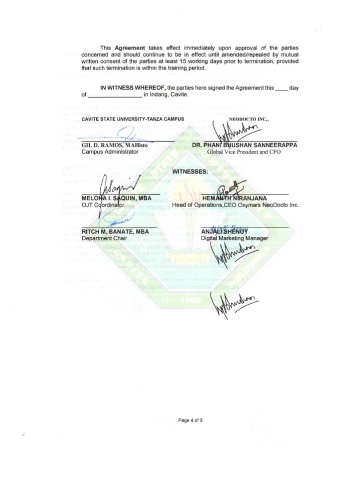 This Agreement takes effect immediately upon approval of the parties
concerned and should continue to be in effect until amended/repeated by mutual
written consent of the parties at least 15 working days prior to termination, provided
that such termination is within the training period.
IN WITNESS WHEREOF, the parties here signed the Agreement this ____ day
of ________________ in Indang, Cavite.
CAVITE STATE UNIVERSITY-TANZA CAMPUS NEODOCTO INC.,
GIL D. RAMOS, MAllisto DR. PHANI BHUSHAN SANNEERAPPA
Campus Administrator Global Vice President and CFO
WITNESSES:
MELONA I. SAQUIN, MBA HEMANTH NIRANJANA
OJT Coordinator Head of Operations,CEO Oxymars NeoDocto Inc.
RITCH M. BANATE, MBA ANJALI SHENOY
Department Chair Digital Marketing Manager
Page 4 of 5